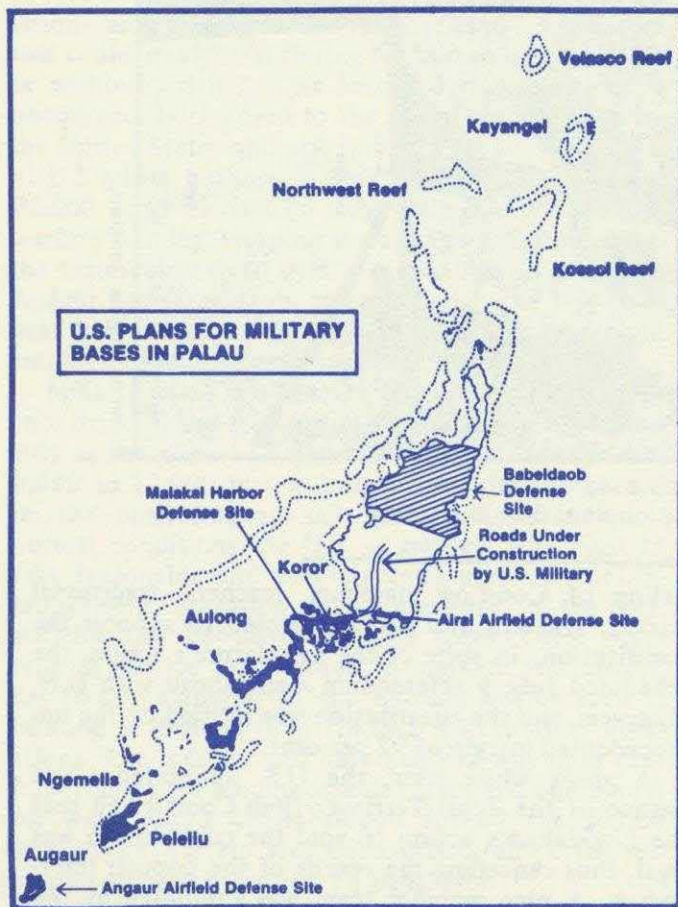 Velasco Reef
Kayangel
Northwest Reef
Kossol Reef
U.S. PLANS FOR MILITARY
BASES IN PALAU
Babeldaob
Defense
Site
Malakal Harbor
Defense Site
Roads Under
Construction
by U.S. Military
Koror
Aulong
Airai Airfield Defense Site
Ngemelis
Peleliu
Augaur
Angaur Airfield Defense Site